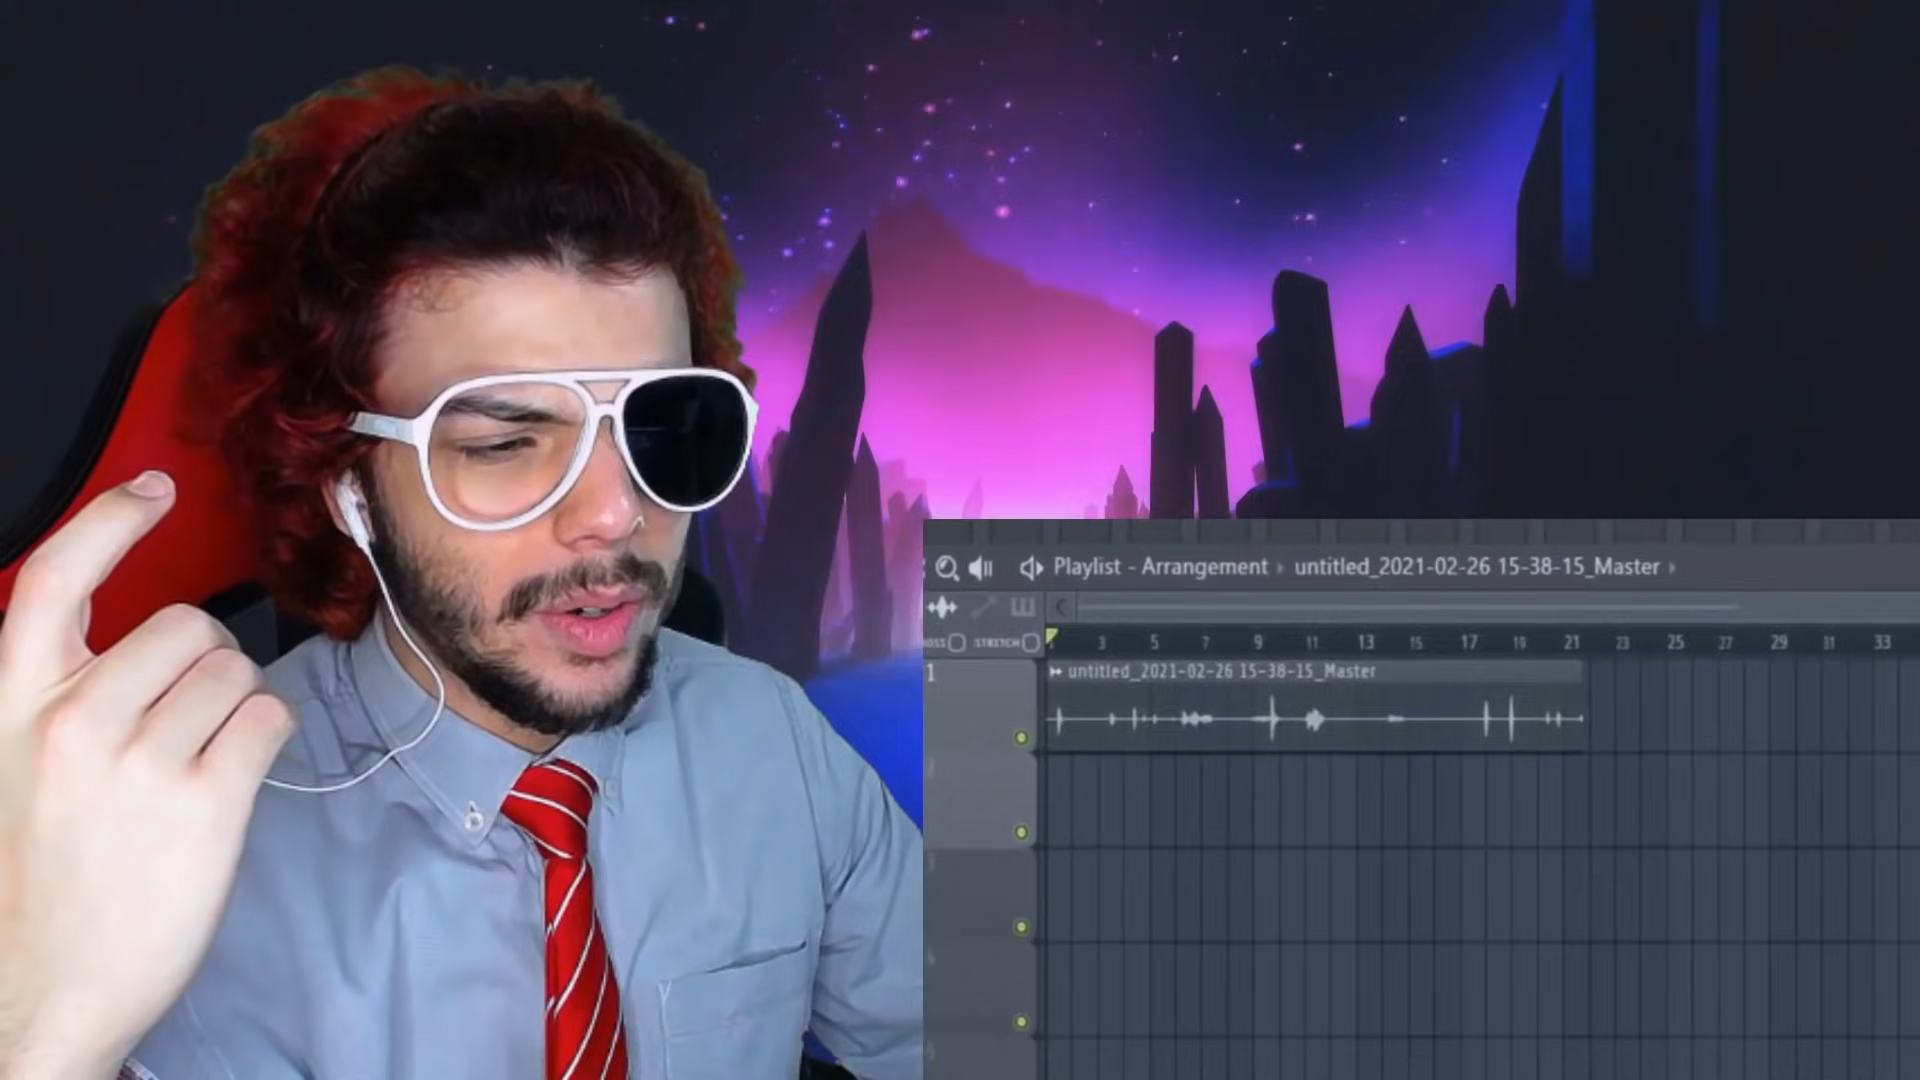 Playlist - Arrangement › untitled_2021-02-26 15-38-15_Master ›
STRETCH
3 5 7 9 11 13 15 17 19 21 23 25 27 29 31 33
1
untitled_2021-02-26 15-38-15_Master